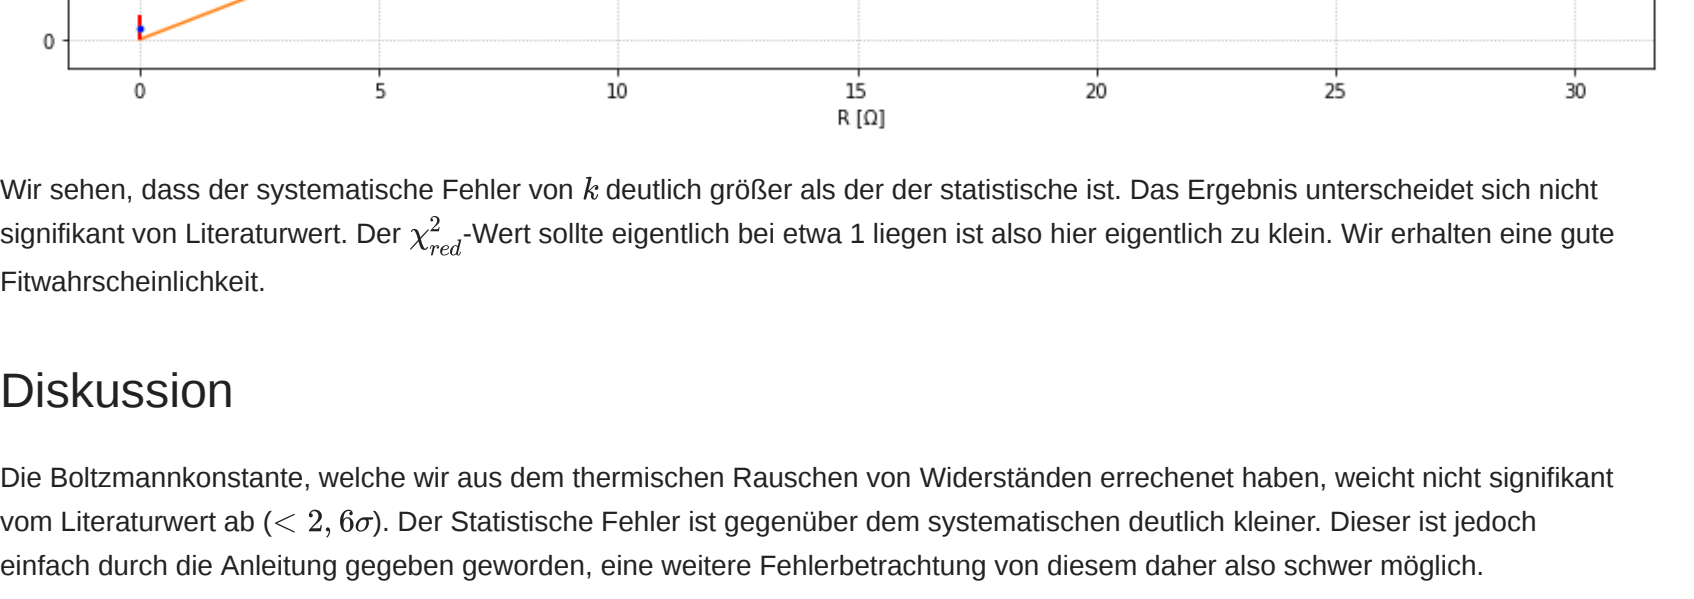 0
0 5 10 15 20 25 30
R [Ω]
Wir sehen, dass der systematische Fehler von k deutlich größer als der der statistische ist. Das Ergebnis unterscheidet sich nicht
signifikant von Literaturwert. Der χ²_red-Wert sollte eigentlich bei etwa 1 liegen ist also hier eigentlich zu klein. Wir erhalten eine gute
Fitwahrscheinlichkeit.
Diskussion
Die Boltzmannkonstante, welche wir aus dem thermischen Rauschen von Widerständen errechenet haben, weicht nicht signifikant
vom Literaturwert ab (< 2, 6σ). Der Statistische Fehler ist gegenüber dem systematischen deutlich kleiner. Dieser ist jedoch
einfach durch die Anleitung gegeben geworden, eine weitere Fehlerbetrachtung von diesem daher also schwer möglich.